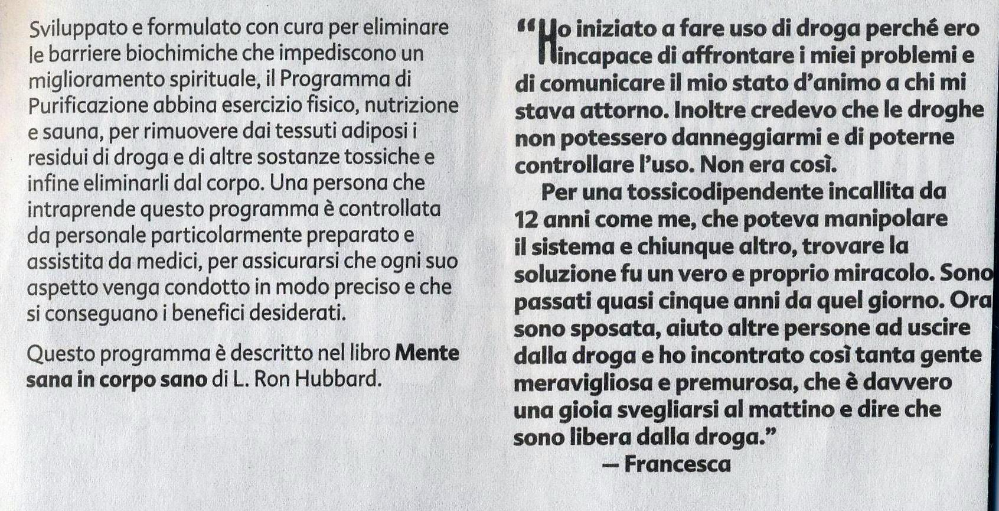 Sviluppato e formulato con cura per eliminare
le barriere biochimiche che impediscono un
miglioramento spirituale, il Programma di
Purificazione abbina esercizio fisico, nutrizione
e sauna, per rimuovere dai tessuti adiposi i
residui di droga e di altre sostanze tossiche e
infine eliminarli dal corpo. Una persona che
intraprende questo programma è controllata
da personale particolarmente preparato e
assistita da medici, per assicurarsi che ogni suo
aspetto venga condotto in modo preciso e che
si conseguano i benefici desiderati.
Questo programma è descritto nel libro Mente
sana in corpo sano di L. Ron Hubbard.
“Ho iniziato a fare uso di droga perché ero
incapace di affrontare i miei problemi e
di comunicare il mio stato d’animo a chi mi
stava attorno. Inoltre credevo che le droghe
non potessero danneggiarmi e di poterne
controllare l’uso. Non era così.
Per una tossicodipendente incallita da
12 anni come me, che poteva manipolare
il sistema e chiunque altro, trovare la
soluzione fu un vero e proprio miracolo. Sono
passati quasi cinque anni da quel giorno. Ora
sono sposata, aiuto altre persone ad uscire
dalla droga e ho incontrato così tanta gente
meravigliosa e premurosa, che è davvero
una gioia svegliarsi al mattino e dire che
sono libera dalla droga.”
— Francesca